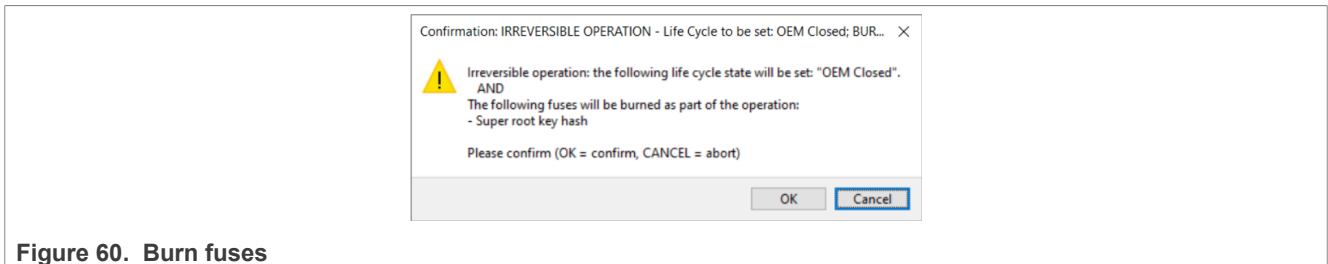 Confirmation: IRREVERSIBLE OPERATION - Life Cycle to be set: OEM Closed; BUR...
Irreversible operation: the following life cycle state will be set: "OEM Closed".
AND
The following fuses will be burned as part of the operation:
- Super root key hash
Please confirm (OK = confirm, CANCEL = abort)
OK Cancel
Figure 60. Burn fuses